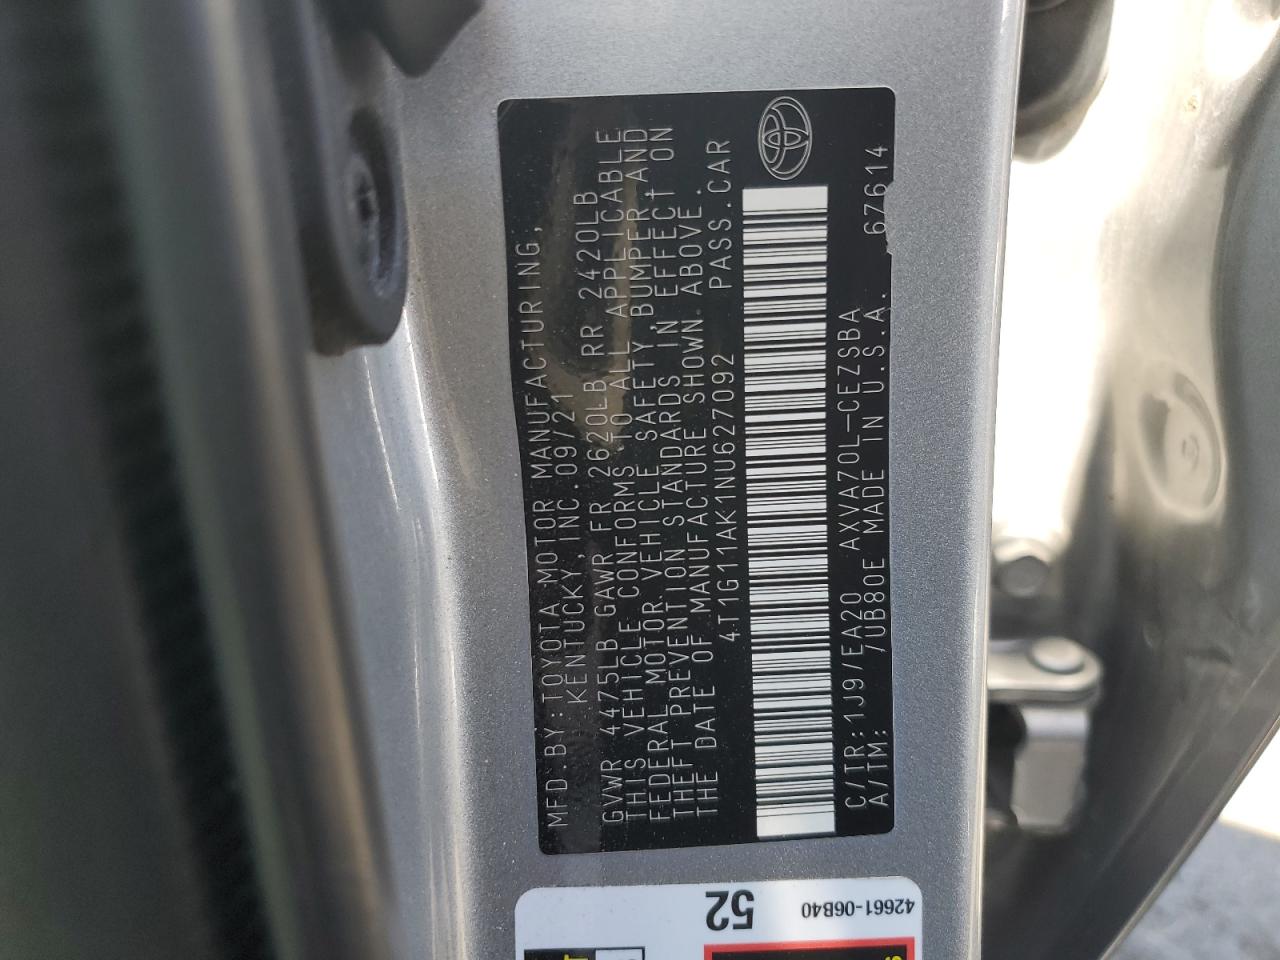 MFD.BY:TOYOTA MOTOR MANUFACTURING,
KENTUCKY,INC.09/21
GVWR 4475LB GAWR FR 2620LB RR 2420LB
THIS VEHICLE CONFORMS TO ALL APPLICABLE
FEDERAL MOTOR VEHICLE SAFETY, BUMPER, AND
THEFT PREVENTION STANDARDS IN EFFECT ON
THE DATE OF MANUFACTURE SHOWN ABOVE.
4T1G11AK1NU627092 PASS.CAR
C/TR:1J9/EA20 AXVA70L-CEZSBA 67614
A/TM: /UB80E MADE IN U.S.A.
52
42661-06B40